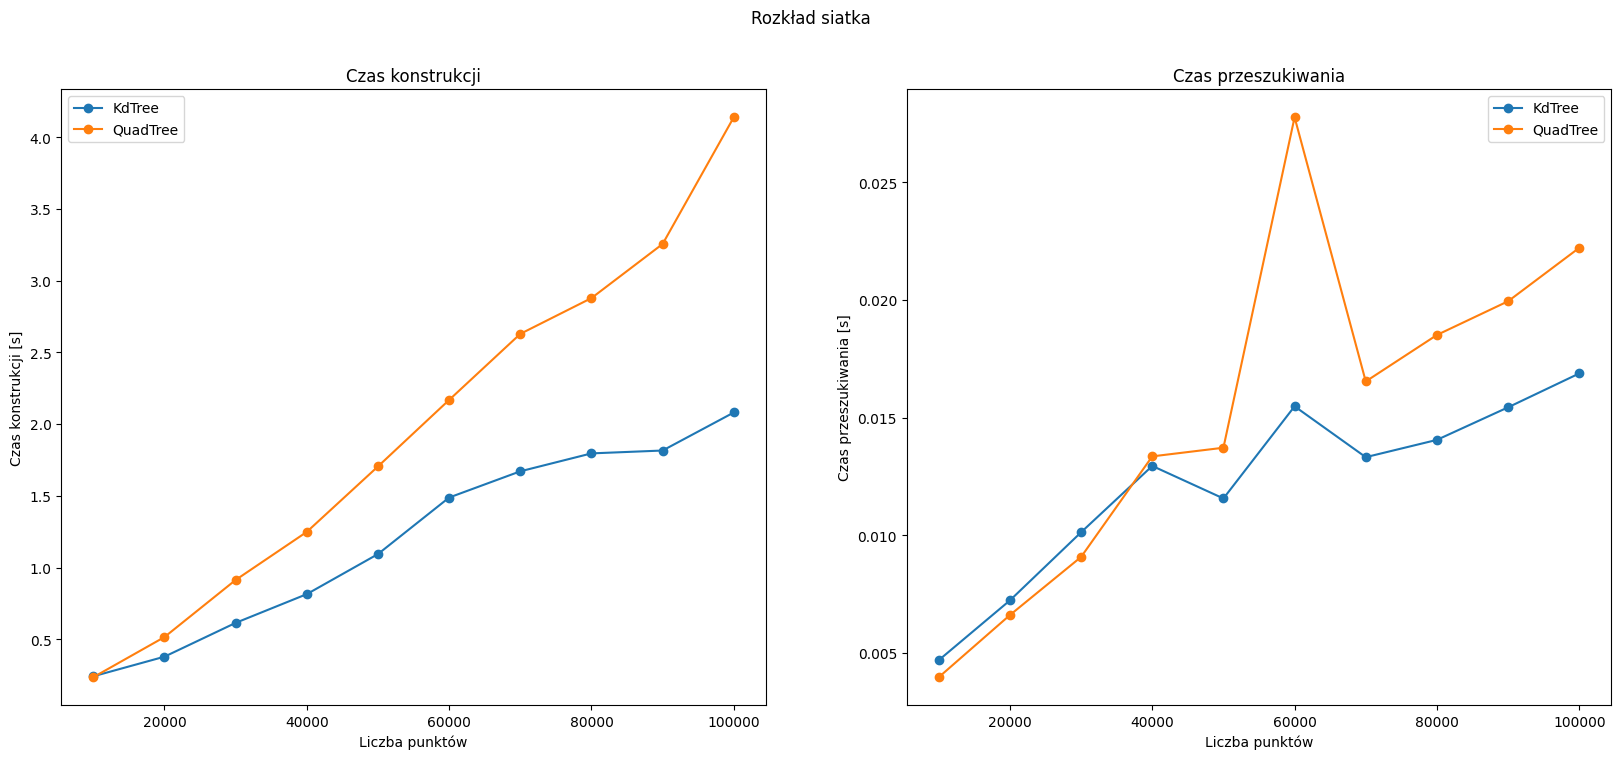 Rozkład siatka
Czas konstrukcji
KdTree
QuadTree
4.0
3.5
3.0
2.5
2.0
1.5
1.0
0.5
Czas konstrukcji [s]
20000 40000 60000 80000 100000
Liczba punktów
Czas przeszukiwania
KdTree
QuadTree
0.025
0.020
0.015
0.010
0.005
Czas przeszukiwania [s]
20000 40000 60000 80000 100000
Liczba punktów